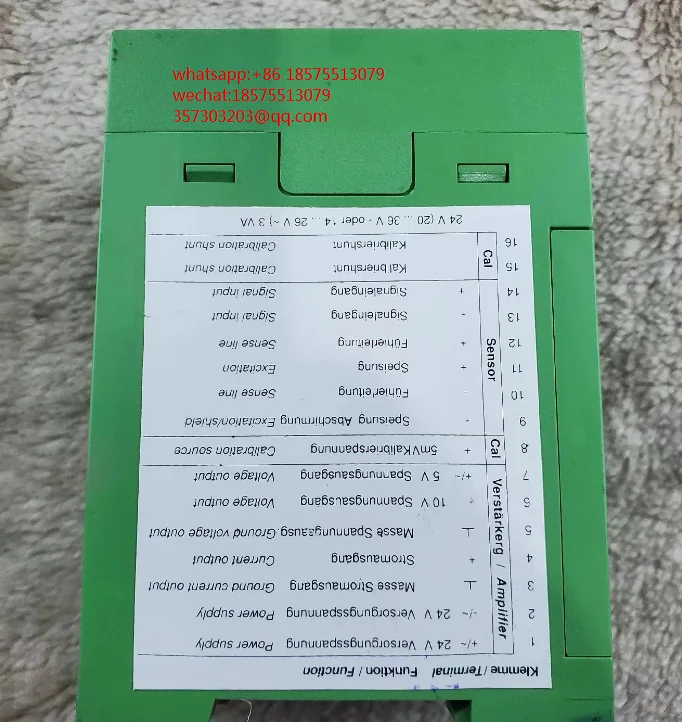 whatsapp:+86 18575513079
wechat:18575513079
357303203@qq.com
Klemme / Terminal Funktion / Function
Verstärkerg / Amplifier
1 +/~ 24 V Versorgungsspannung Power supply
2 -/~ 24 V Versorgungsspannung Power supply
3 ⊥ Masse Stromausgang Ground current output
4 + Stromausgang Current output
5 ⊥ Masse Spannungsausg Ground voltage output
6 10 V Spannungsausgang Voltage output
7 +/~ 5 V Spannungsausgang Voltage output
Cal
8 + 5mV Kalibrierspannung Calibration source
Sensor
9 - Speisung Abschirmung Excitation/shield
10 - Fühlerleitung Sense line
11 + Speisung Excitation
12 + Fühlerleitung Sense line
13 - Signaleingang Signal input
14 + Signaleingang Signal input
Cal
15 Kalibriershunt Calibration shunt
16 Kalibriershunt Calibration shunt
24 V (20 ... 36 V - oder 14 ... 26 V ~) 3 VA